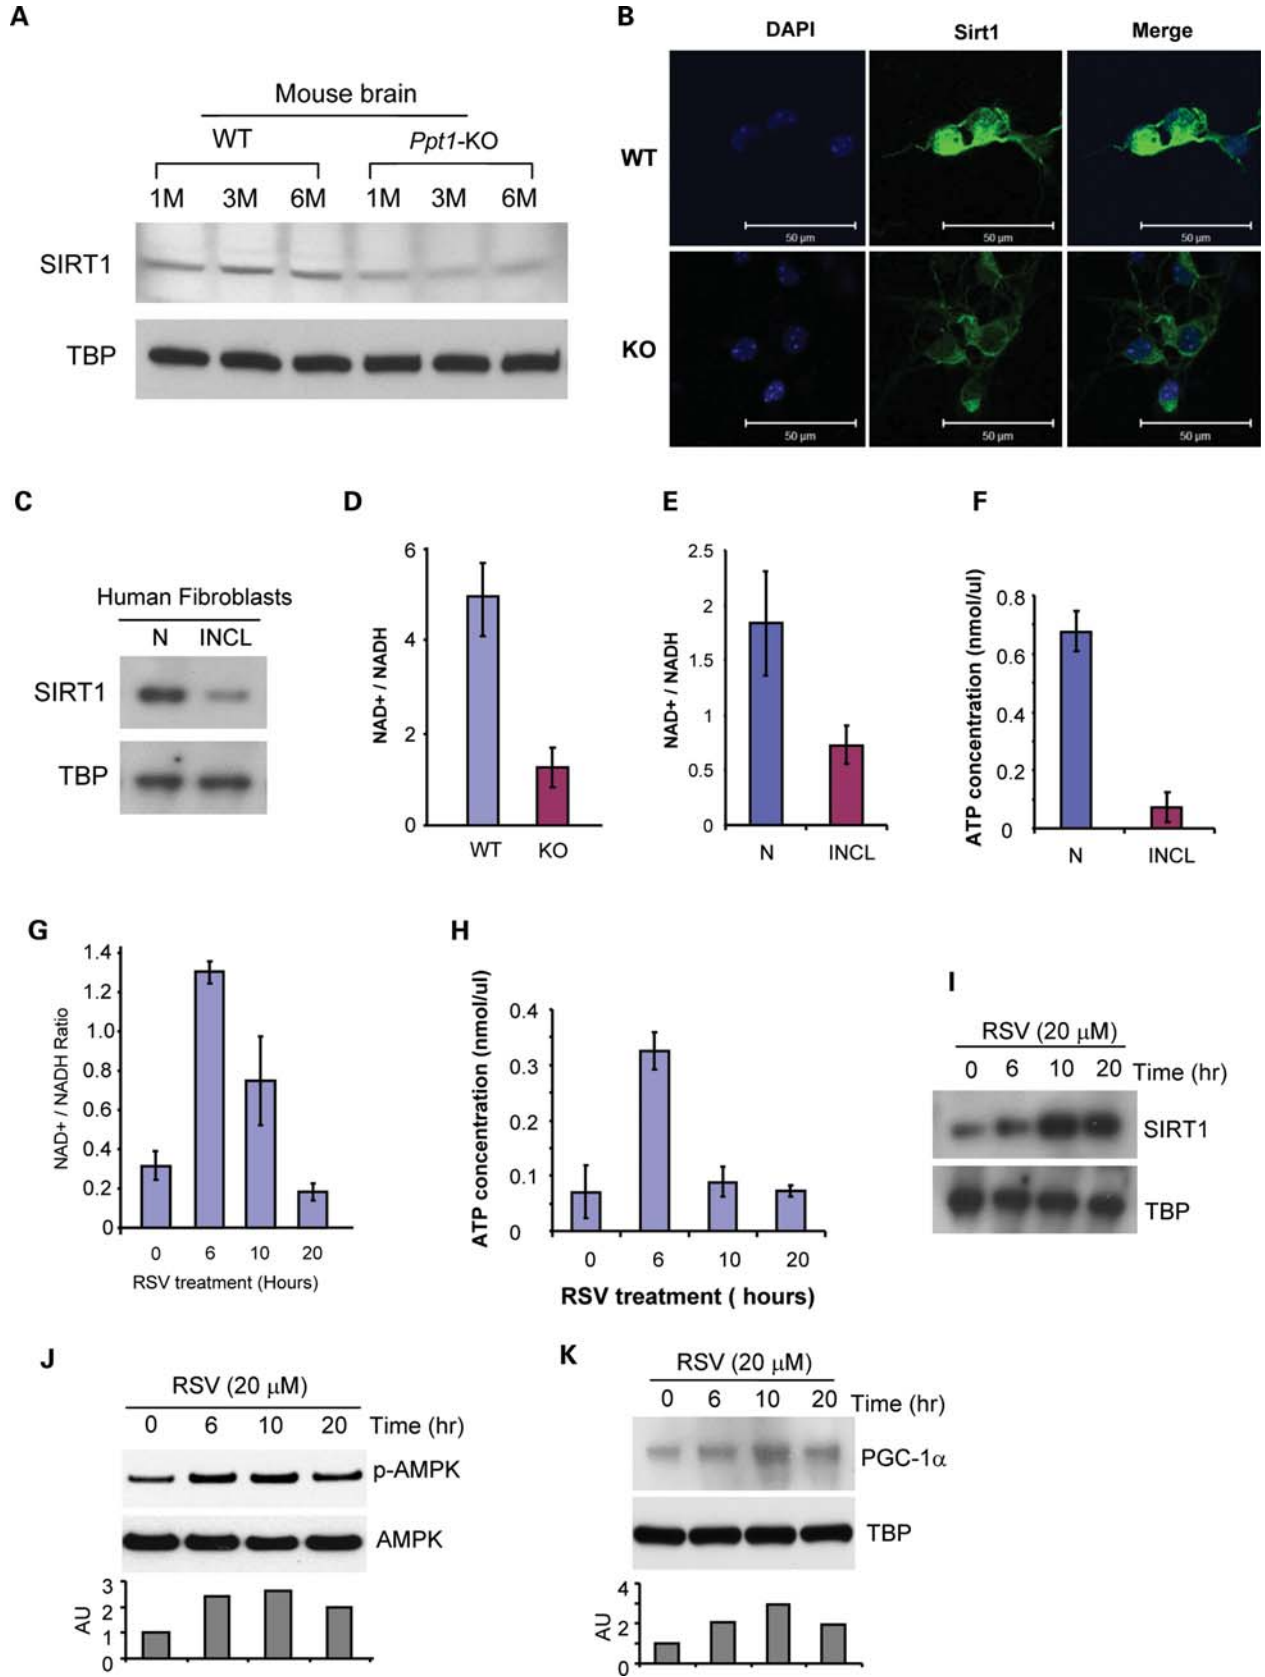 A
Mouse brain
WT Ppt1-KO
1M 3M 6M 1M 3M 6M
SIRT1
TBP
B
DAPI Sirt1 Merge
WT
50 µm 50 µm 50 µm
KO
50 µm 50 µm 50 µm
C
Human Fibroblasts
N INCL
SIRT1
TBP
D
NAD+ / NADH
6
4
2
0
WT KO
E
NAD+ / NADH
2.5
2
1.5
1
0.5
0
N INCL
F
ATP concentration (nmol/ul)
0.8
0.6
0.4
0.2
0
N INCL
G
NAD+ / NADH Ratio
1.4
1.2
1.0
0.8
0.6
0.4
0.2
0
0 6 10 20
RSV treatment (Hours)
H
ATP concentration (nmol/ul)
0.4
0.3
0.2
0.1
0
0 6 10 20
RSV treatment ( hours)
I
RSV (20 µM)
0 6 10 20 Time (hr)
SIRT1
TBP
J
RSV (20 µM)
0 6 10 20 Time (hr)
p-AMPK
AMPK
AU
3
2
1
0
K
RSV (20 µM)
0 6 10 20 Time (hr)
PGC-1α
TBP
AU
4
2
0